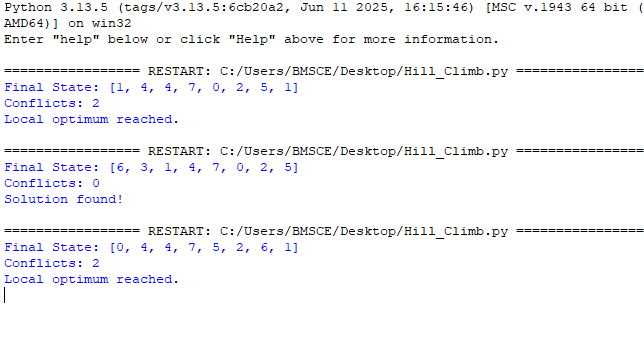 Python 3.13.5 (tags/v3.13.5:6cb20a2, Jun 11 2025, 16:15:46) [MSC v.1943 64 bit (
AMD64)] on win32
Enter "help" below or click "Help" above for more information.
================= RESTART: C:/Users/BMSCE/Desktop/Hill_Climb.py ================
Final State: [1, 4, 4, 7, 0, 2, 5, 1]
Conflicts: 2
Local optimum reached.
================= RESTART: C:/Users/BMSCE/Desktop/Hill_Climb.py ================
Final State: [6, 3, 1, 4, 7, 0, 2, 5]
Conflicts: 0
Solution found!
================= RESTART: C:/Users/BMSCE/Desktop/Hill_Climb.py ================
Final State: [0, 4, 4, 7, 5, 2, 6, 1]
Conflicts: 2
Local optimum reached.